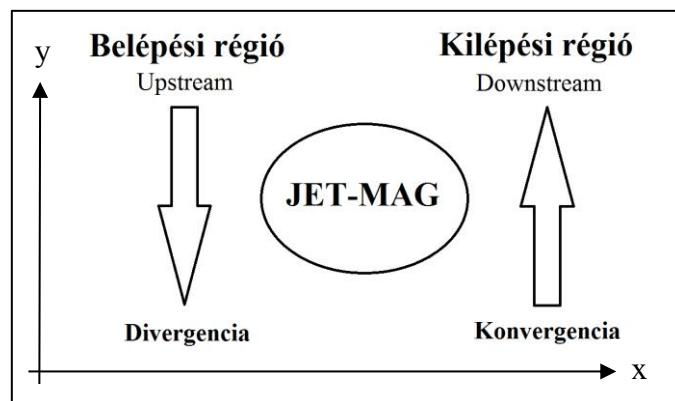 y
Belépési régió
Upstream
Kilépési régió
Downstream
JET-MAG
Divergencia
Konvergencia
x